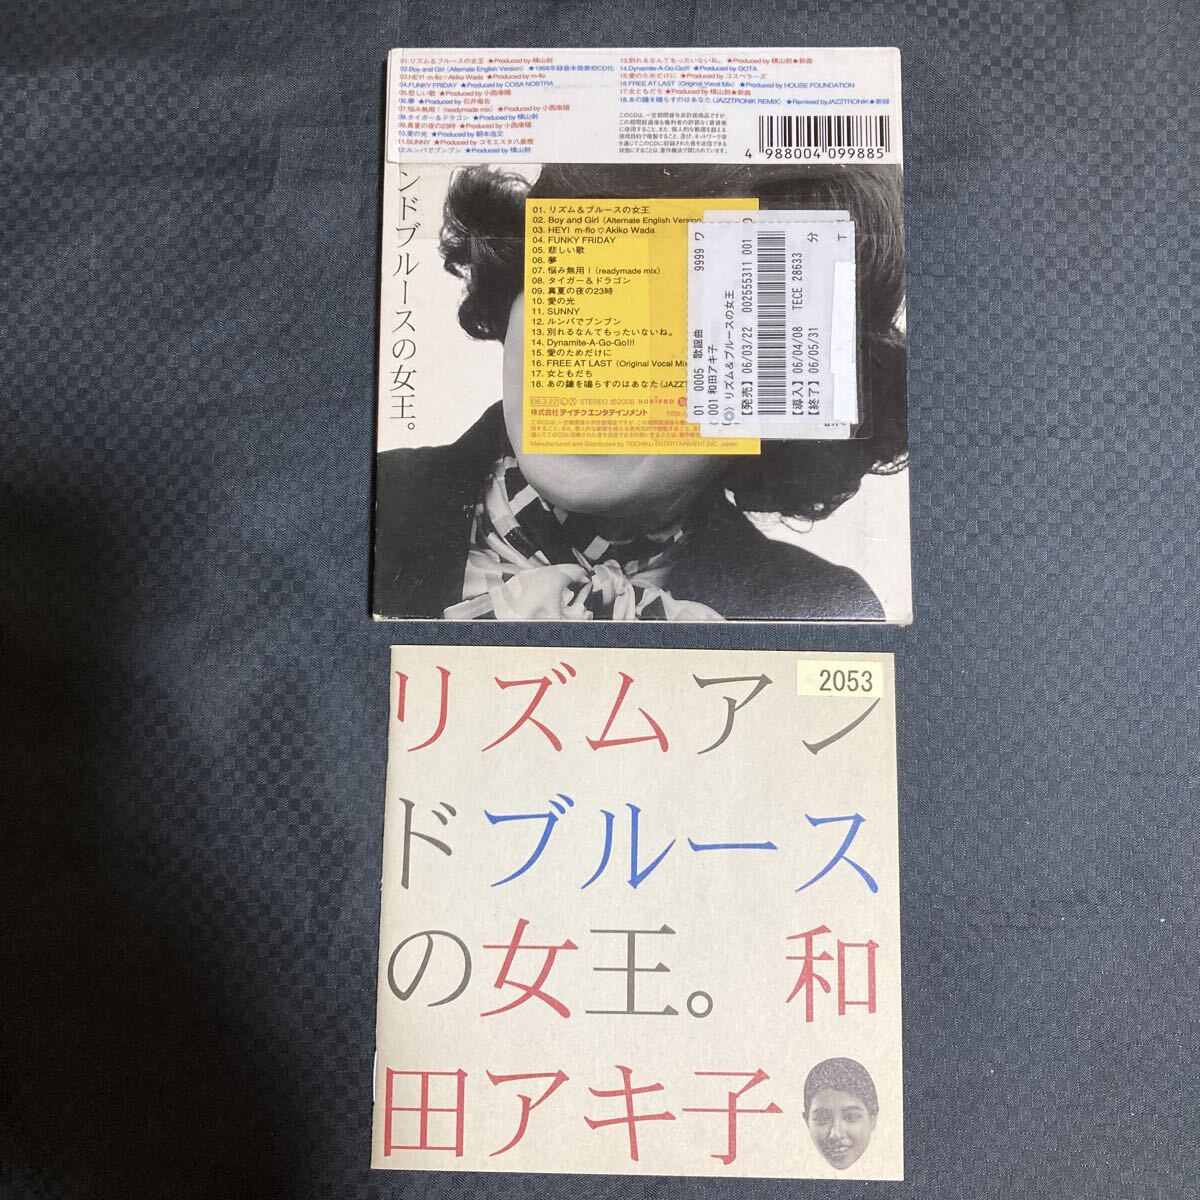 01.リズム&ブルースの女王 ★Produced by 横山剣
02.Boy and Girl (Alternate English Version) ★1968年録音未発表初CD化
03.HEY! m-flo♡Akiko Wada ★Produced by m-flo
04.FUNKY FRIDAY ★Produced by COSA NOSTRA
05.悲しい歌 ★Produced by 小西康陽
06.夢 ★Produced by 石井竜也
07.悩み無用!(readymade mix) ★Produced by 小西康陽
08.タイガー&ドラゴン ★Produced by 横山剣
09.真夏の夜の23時 ★Produced by 小西康陽
10.愛の光 ★Produced by 朝本浩文
11.SUNNY ★Produced by コモエスタ八重樫
12.ルンバでブンブン ★Produced by 横山剣
13.別れるなんてもったいないね。 ★Produced by 横山剣★新曲
14.Dynamite-A-Go-Go!!! ★Produced by GOTA
15.愛のためだけに ★Produced by ゴスペラーズ
16.FREE AT LAST (Original Vocal Mix) ★Produced by HOUSE FOUNDATION
17.女ともだち ★Produced by 横山剣★新曲
18.あの鐘を鳴らすのはあなた(JAZZTRONIK REMIX) ★Remixed byJAZZTRONIK★新録
4 988004 099885
ンドブルースの女王。
01. リズム&ブルースの女王
02. Boy and Girl (Alternate English Version
03. HEY! m-flo♡Akiko Wada
04. FUNKY FRIDAY
05. 悲しい歌
06. 夢
07. 悩み無用!(readymade mix)
08. タイガー&ドラゴン
09. 真夏の夜の23時
10. 愛の光
11. SUNNY
12. ルンバでブンブン
13. 別れるなんてもったいないね。
14. Dynamite-A-Go-Go!!!
15. 愛のためだけに
16. FREE AT LAST (Original Vocal Mix
17. 女ともだち
18. あの鐘を鳴らすのはあなた(JAZZT
06.3.22 STEREO ℗2006 HORIPRO
株式会社テイチクエンタテインメント http:/
Manufactured and Distributed by TEICHIKU ENTERTAINMENT,INC. Japan
01 0005 歌謡曲 9999 ワ
001 和田アキ子
リズム&ブルースの女王
【発売】06/03/22 002555311 001
【導入】06/04/08 TECE 28633
【終了】06/05/31 分
2053
リズムアン
ドブルース
の女王。和
田アキ子